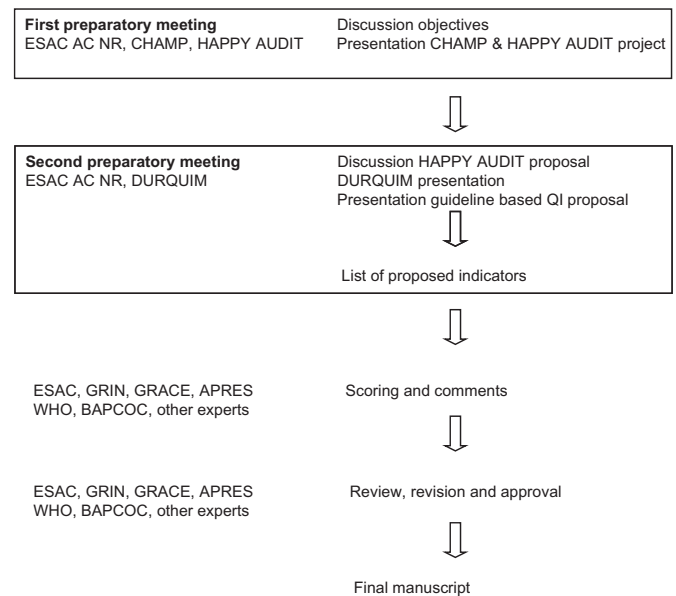 First preparatory meeting
ESAC AC NR, CHAMP, HAPPY AUDIT
Discussion objectives
Presentation CHAMP & HAPPY AUDIT project
Second preparatory meeting
ESAC AC NR, DURQUIM
Discussion HAPPY AUDIT proposal
DURQUIM presentation
Presentation guideline based QI proposal
List of proposed indicators
ESAC, GRIN, GRACE, APRES
WHO, BAPCOC, other experts
Scoring and comments
ESAC, GRIN, GRACE, APRES
WHO, BAPCOC, other experts
Review, revision and approval
Final manuscript